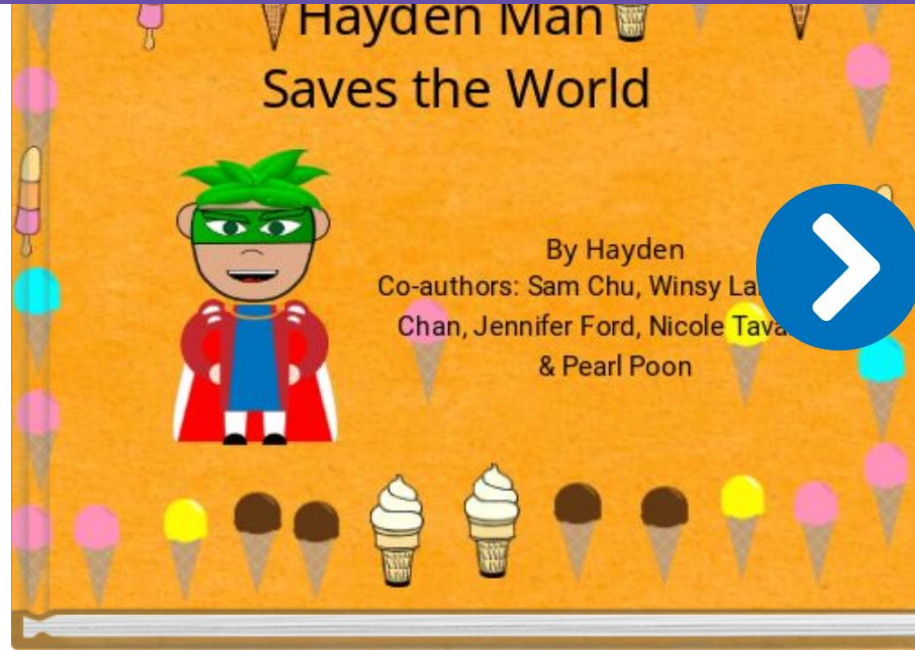 Hayden Man
Saves the World
By Hayden
Co-authors: Sam Chu, Winsy
Chan, Jennifer Ford, Nicole
& Pearl Poon